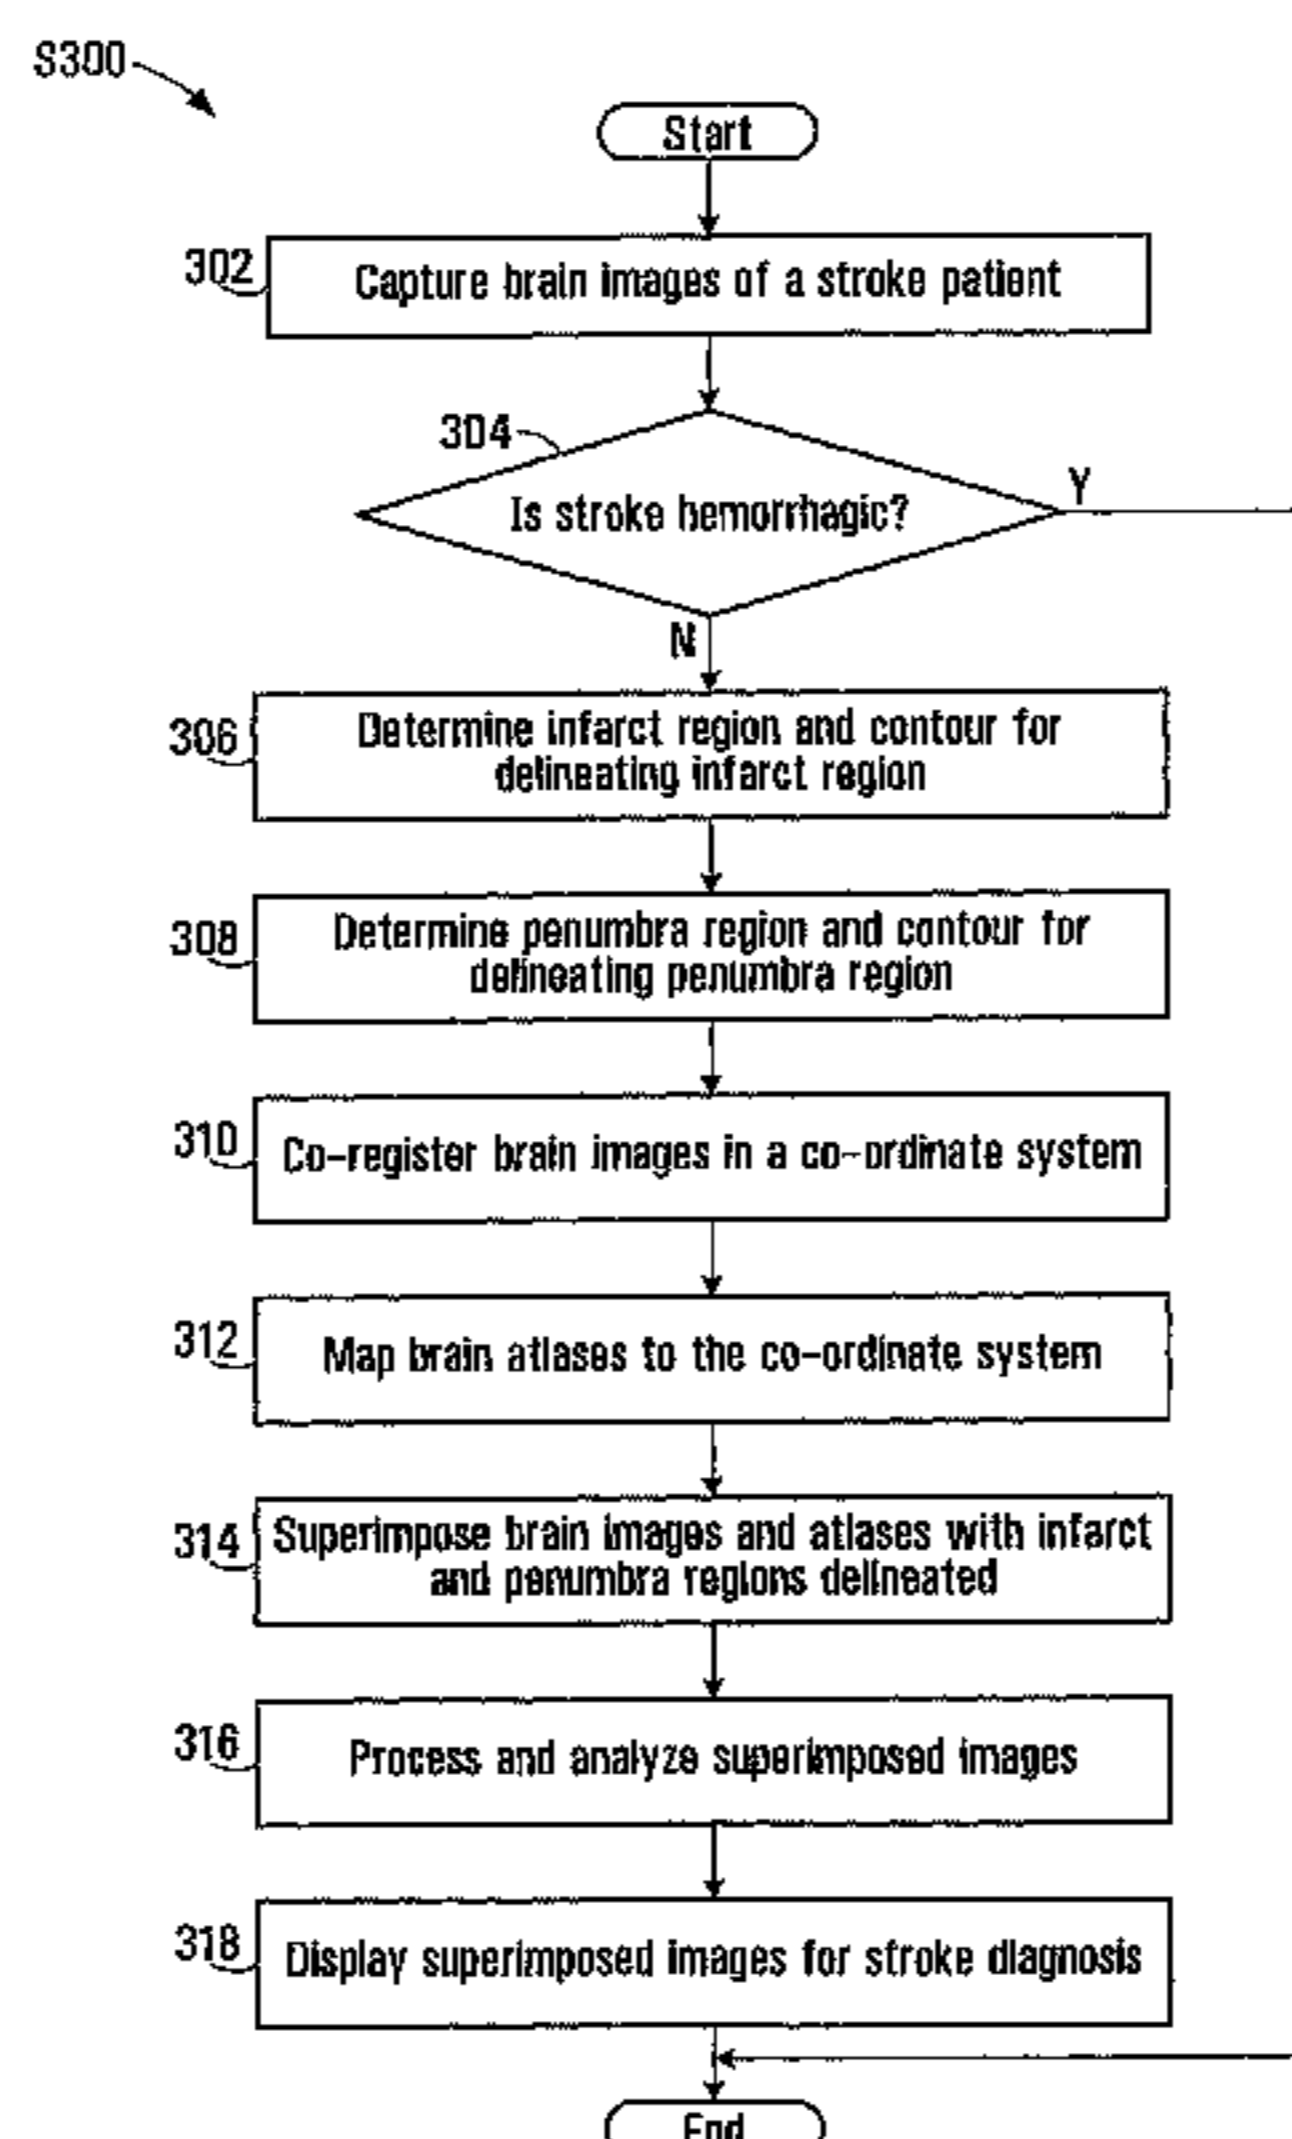 S300
Start
302
Capture brain images of a stroke patient
304
Is stroke hemorrhagic?
Y
N
306
Determine infarct region and contour for
delineating infarct region
308
Determine penumbra region and contour for
delineating penumbra region
310
Co-register brain images in a co-ordinate system
312
Map brain atlases to the co-ordinate system
314
Superimpose brain images and atlases with infarct
and penumbra regions delineated
316
Process and analyze superimposed images
318
Display superimposed images for stroke diagnosis
End